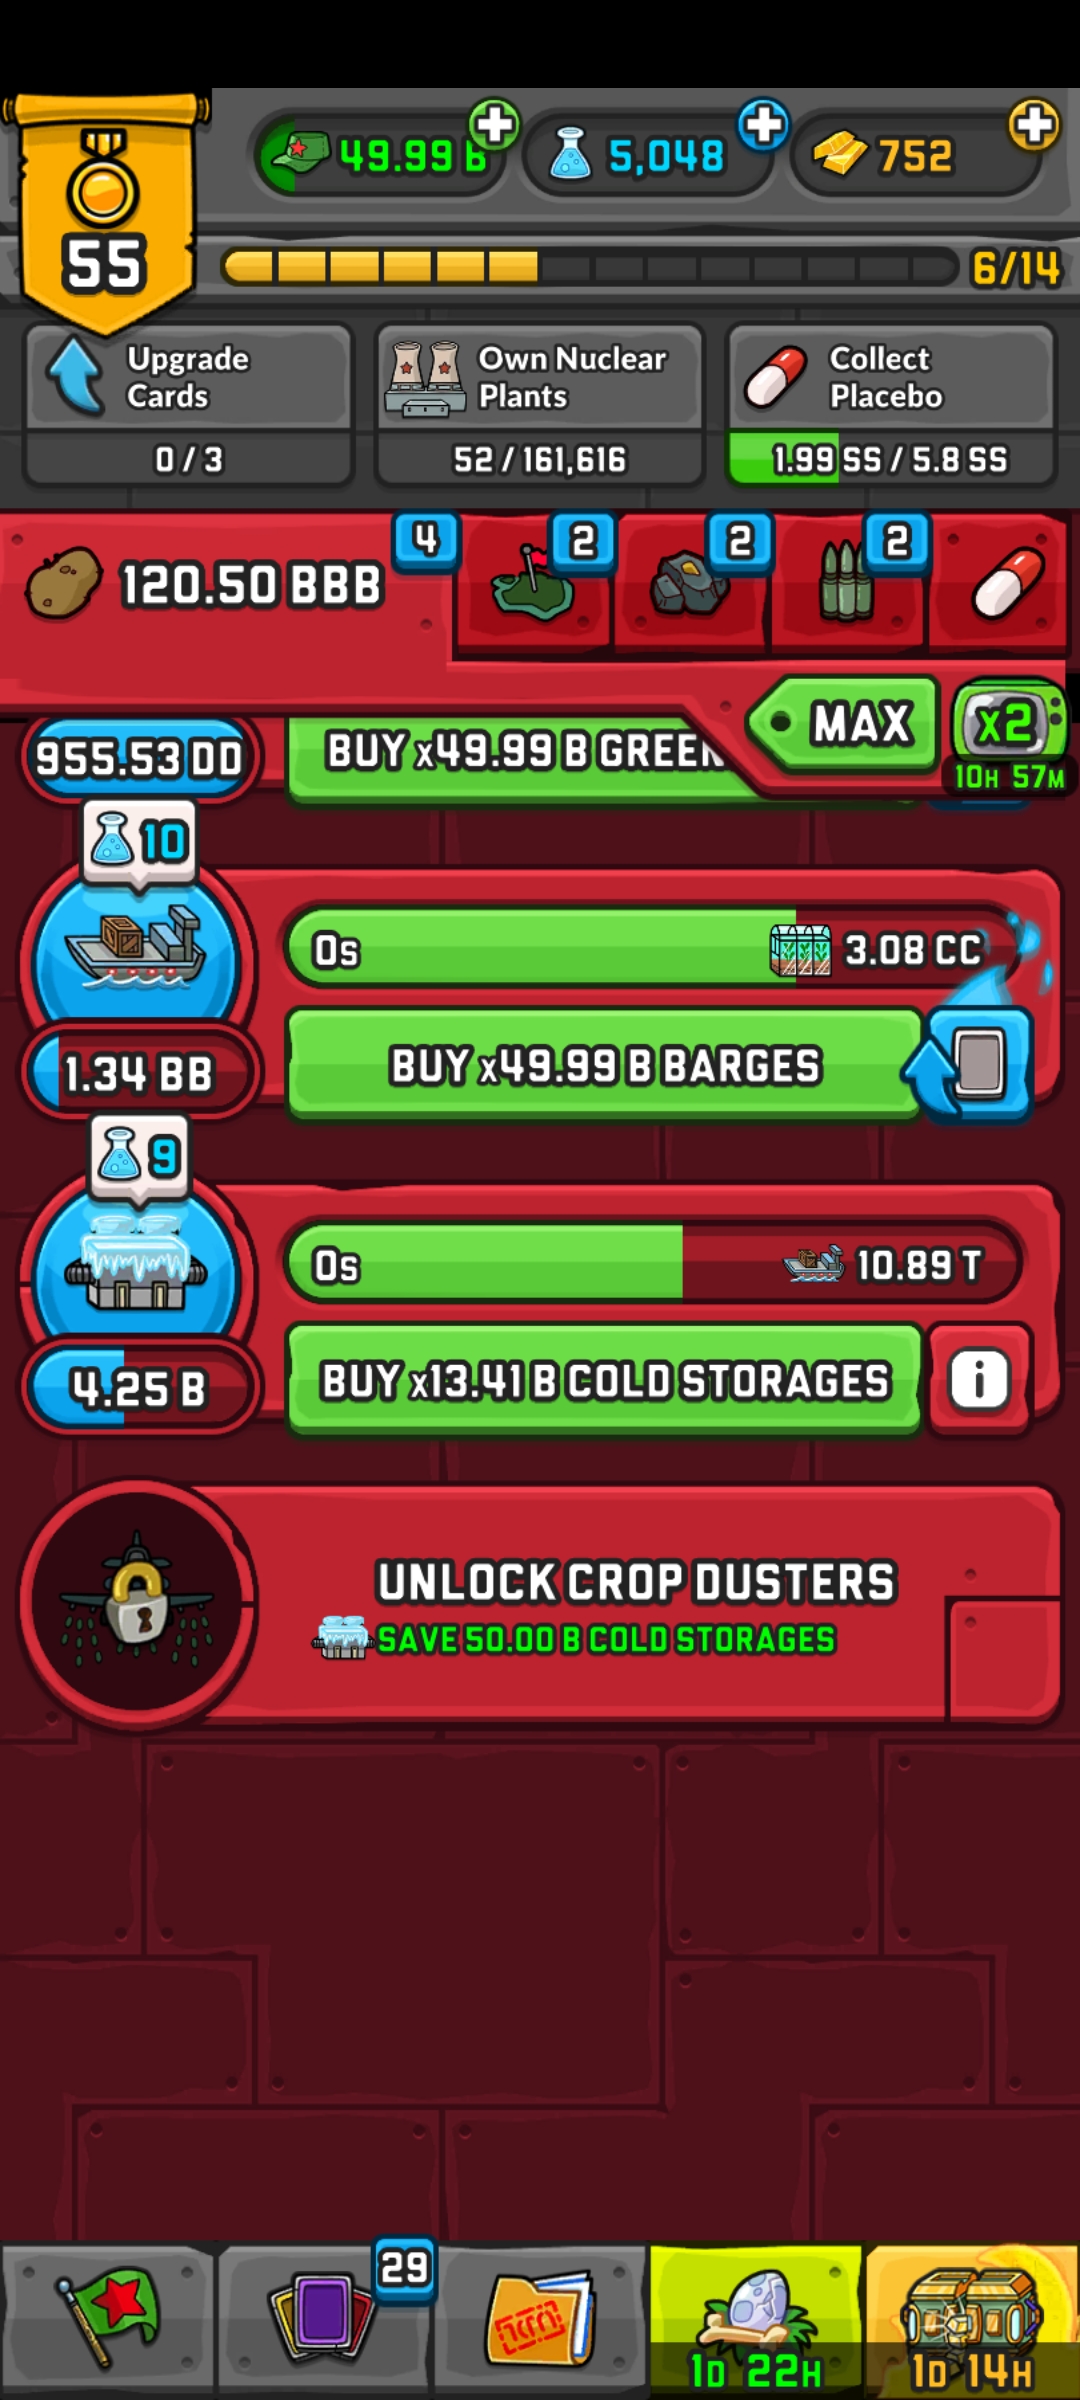 49.99 B
5,048
752
55
6/14
Upgrade
Cards
0 / 3
Own Nuclear
Plants
52 / 161,616
Collect
Placebo
1.99 SS / 5.8 SS
120.50 BBB
4
2
2
2
MAX
x2
10H 57M
955.53 DD
BUY x49.99 B GREEN
10
0s
3.08 CC
1.34 BB
BUY x49.99 B BARGES
9
0s
10.89 T
4.25 B
BUY x13.41 B COLD STORAGES
i
UNLOCK CROP DUSTERS
SAVE 50.00 B COLD STORAGES
29
1D 22H
1D 14H